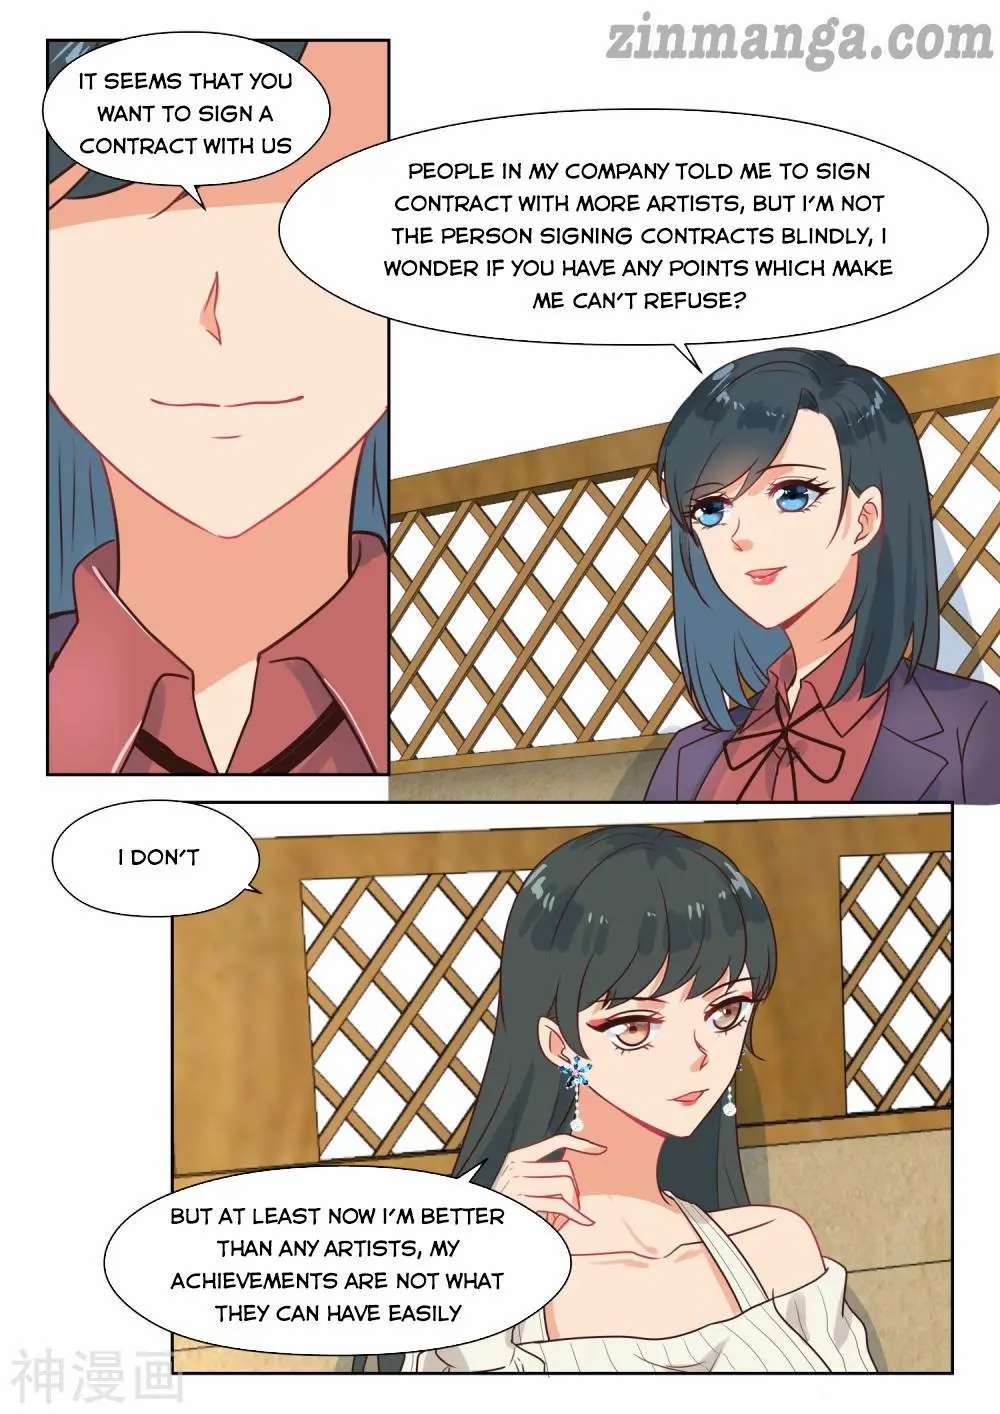 zinmanga.com
IT SEEMS THAT YOU
WANT TO SIGN A
CONTRACT WITH US
PEOPLE IN MY COMPANY TOLD ME TO SIGN
CONTRACT WITH MORE ARTISTS, BUT I'M NOT
THE PERSON SIGNING CONTRACTS BLINDLY, I
WONDER IF YOU HAVE ANY POINTS WHICH MAKE
ME CAN'T REFUSE?
I DON'T
BUT AT LEAST NOW I'M BETTER
THAN ANY ARTISTS, MY
ACHIEVEMENTS ARE NOT WHAT
THEY CAN HAVE EASILY
神漫画